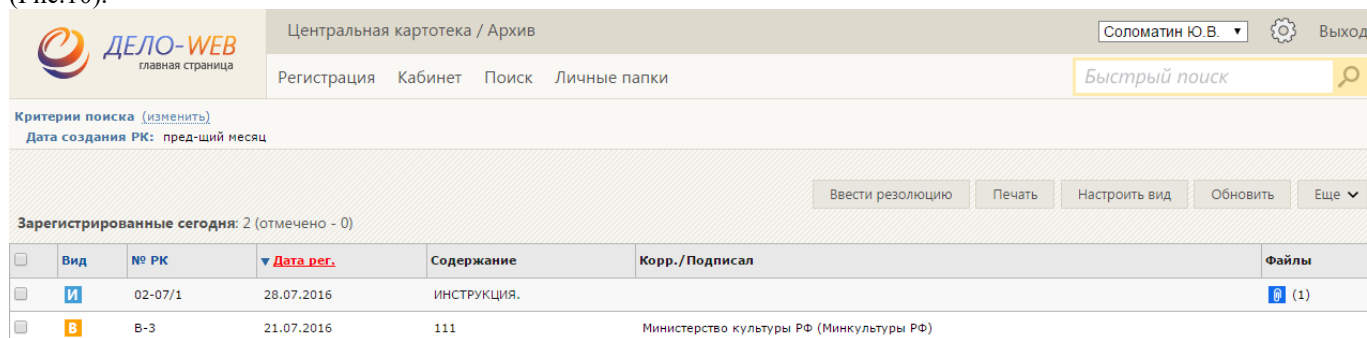 (Рис.10).
Центральная картотека / Архив
Соломатин Ю.В.
Выход
ДЕЛО-WEB
главная страница
Регистрация Кабинет Поиск Личные папки
Быстрый поиск
Критерии поиска (изменить)
Дата создания РК: пред-щий месяц
Ввести резолюцию Печать Настроить вид Обновить Еще
Зарегистрированные сегодня: 2 (отмечено - 0)
Вид № РК Дата рег. Содержание Корр./Подписал Файлы
И 02-07/1 28.07.2016 ИНСТРУКЦИЯ. (1)
В В-3 21.07.2016 111 Министерство культуры РФ (Минкультуры РФ)